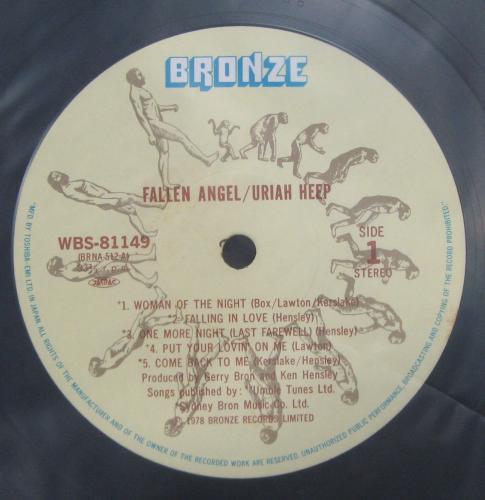 BRONZE
FALLEN ANGEL/URIAH HEEP
WBS-81149
(BRNA 512-A)
33⅓ r.p.m.
JASRAC
SIDE
1
STEREO
*1. WOMAN OF THE NIGHT (Box/Lawton/Kerslake)
*2. FALLING IN LOVE (Hensley)
*3. ONE MORE NIGHT (LAST FAREWELL) (Hensley)
*4. PUT YOUR LOVIN' ON ME (Lawton)
*5. COME BACK TO ME (Kerslake/Hensley)
Produced by Gerry Bron and Ken Hensley
Songs published by: *Umble Tunes Ltd.
*Sydney Bron Music Co. Ltd.
℗ 1978 BRONZE RECORDS LIMITED
"MF'D. BY TOSHIBA-EMI LTD. IN JAPAN ALL RIGHTS OF THE MANUFACTURER AND OF THE OWNER OF THE RECORDED WORK ARE RESERVED. UNAUTHORIZED PUBLIC PERFORMANCE, BROADCASTING AND COPYING OF THE RECORD PROHIBITED."